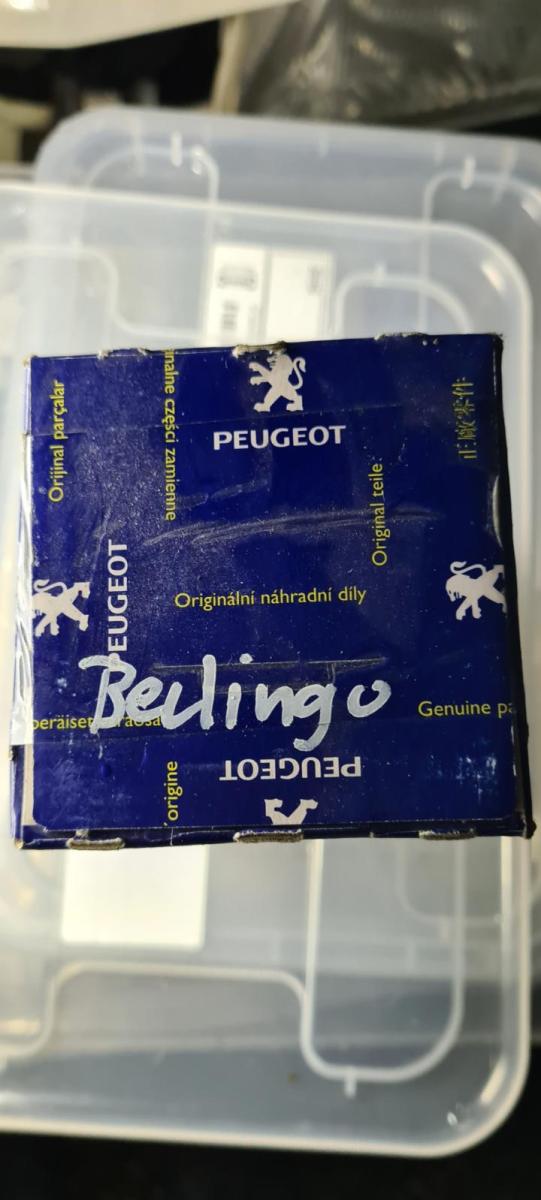 Orijinal parçalar
nalne części zamienne
PEUGEOT
正廠零件
Original teile
PEUGEOT
Originální náhradní díly
Berlingo
Genuine pa
origine
PEUGEOT